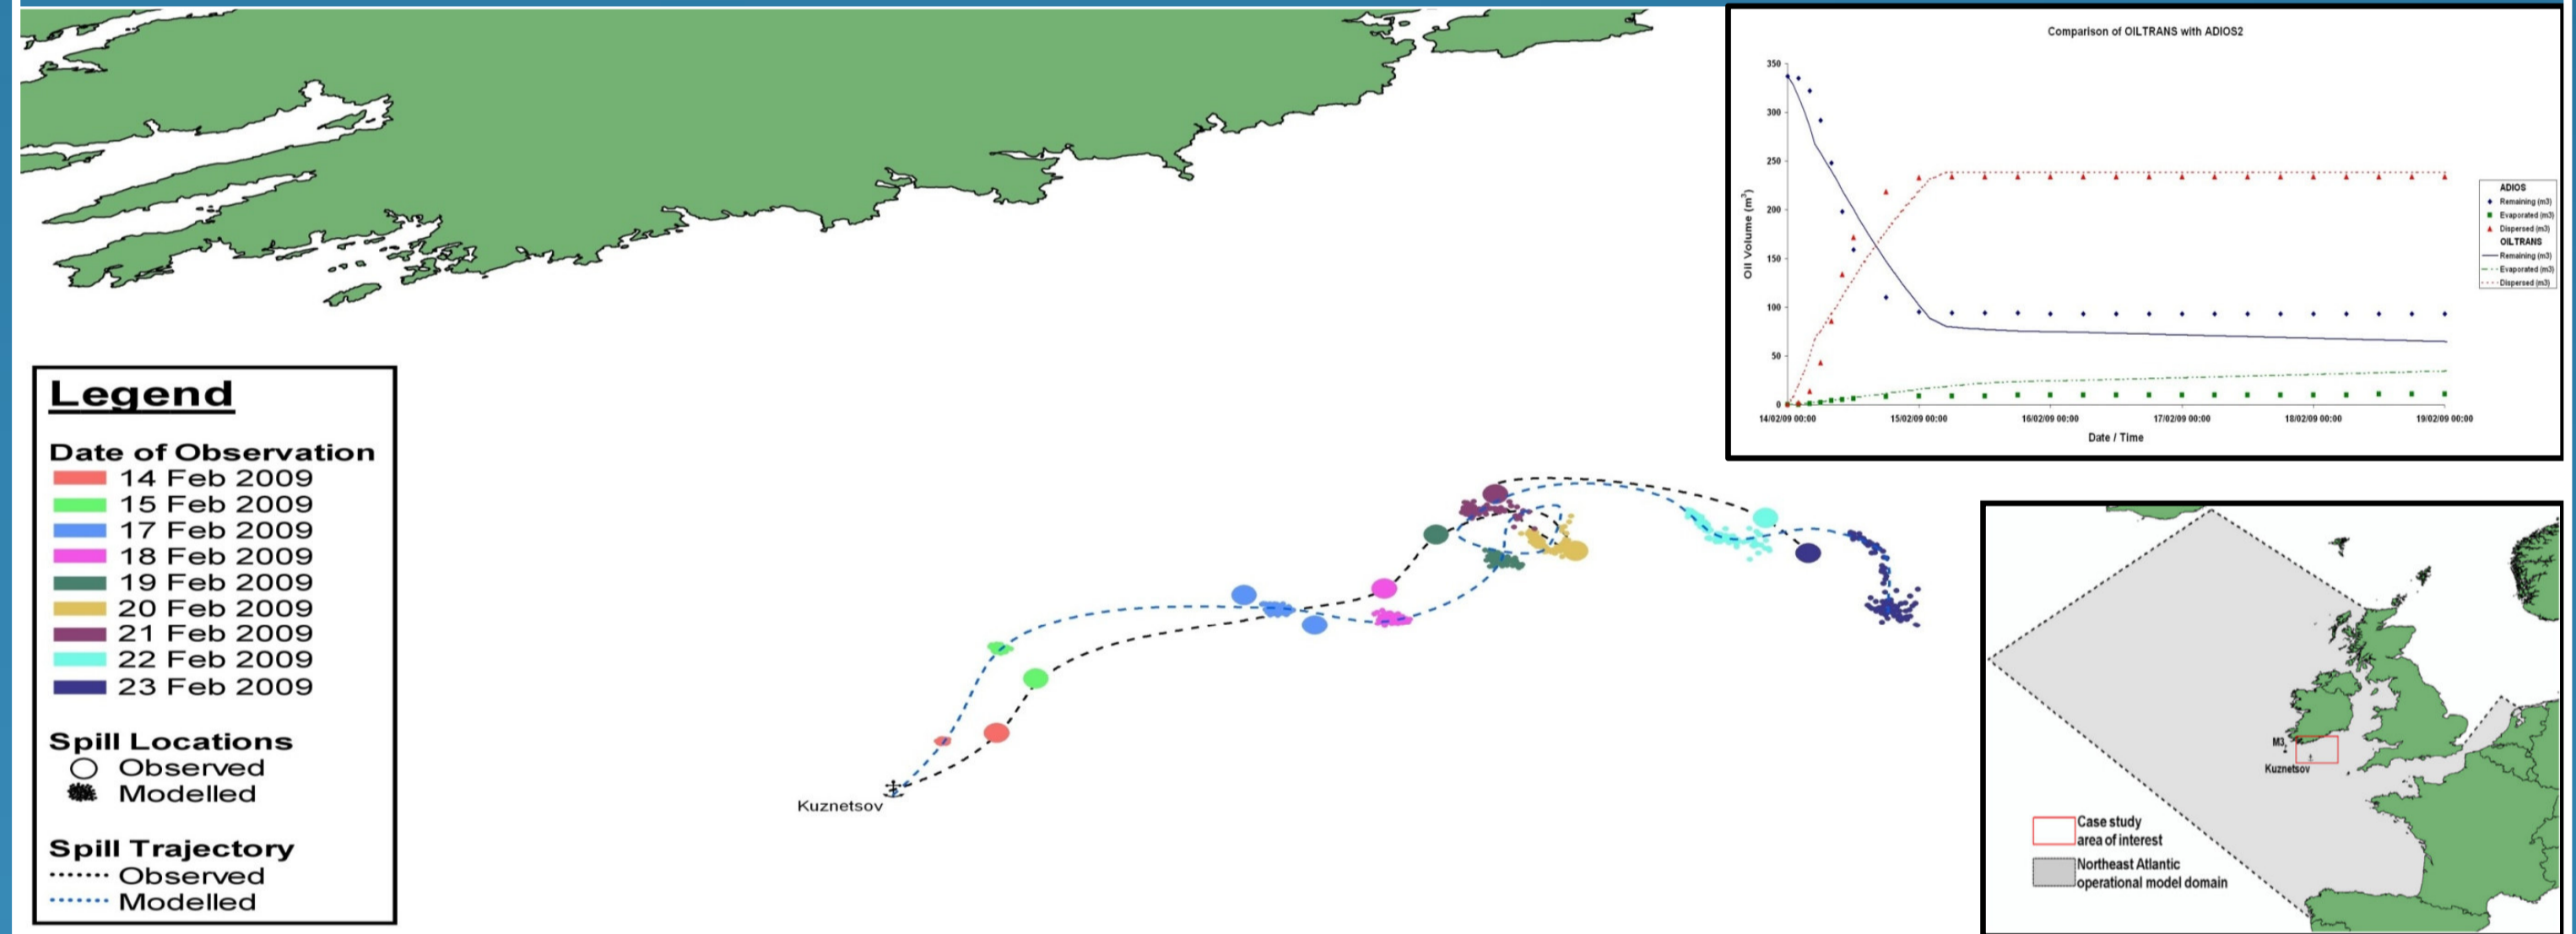 Comparison of OILTRANS with ADIOS2
350
300
250
200
150
100
50
0
Oil Volume (m³)
14/02/09 00:00
15/02/09 00:00
16/02/09 00:00
17/02/09 00:00
18/02/09 00:00
19/02/09 00:00
Date / Time
ADIOS
Remaining (m3)
Evaporated (m3)
Dispersed (m3)
OILTRANS
Remaining (m3)
Evaporated (m3)
Dispersed (m3)
Legend
Date of Observation
14 Feb 2009
15 Feb 2009
17 Feb 2009
18 Feb 2009
19 Feb 2009
20 Feb 2009
21 Feb 2009
22 Feb 2009
23 Feb 2009
Spill Locations
Observed
Modelled
Spill Trajectory
Observed
Modelled
Kuznetsov
M3
Kuznetsov
Case study
area of interest
Northeast Atlantic
operational model domain